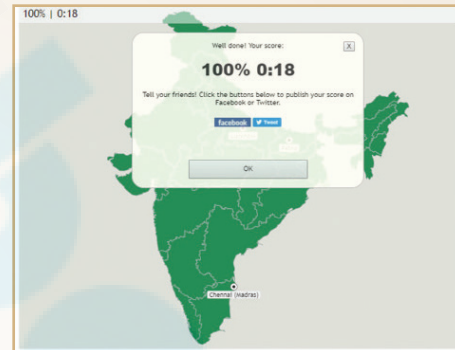 100% | 0:18
Well done! Your score:
X
100% 0:18
Tell your friends! Click the buttons below to publish your score on
Facebook or Twitter.
facebook Tweet
OK
Chennai (Madras)